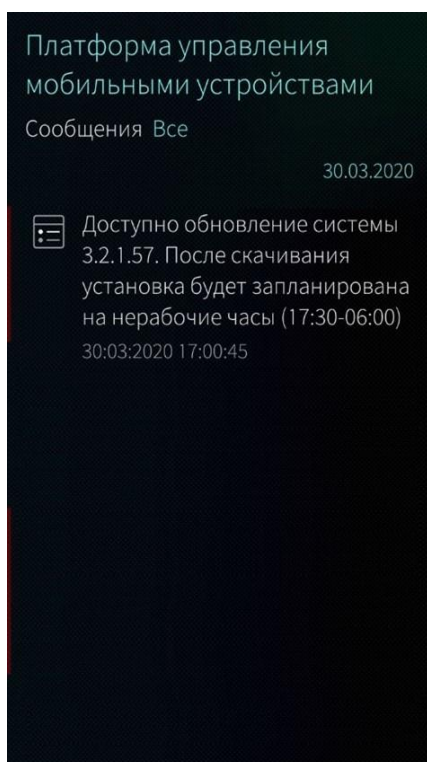 Платформа управления
мобильными устройствами
Сообщения Все
30.03.2020
Доступно обновление системы
3.2.1.57. После скачивания
установка будет запланирована
на нерабочие часы (17:30-06:00)
30:03:2020 17:00:45